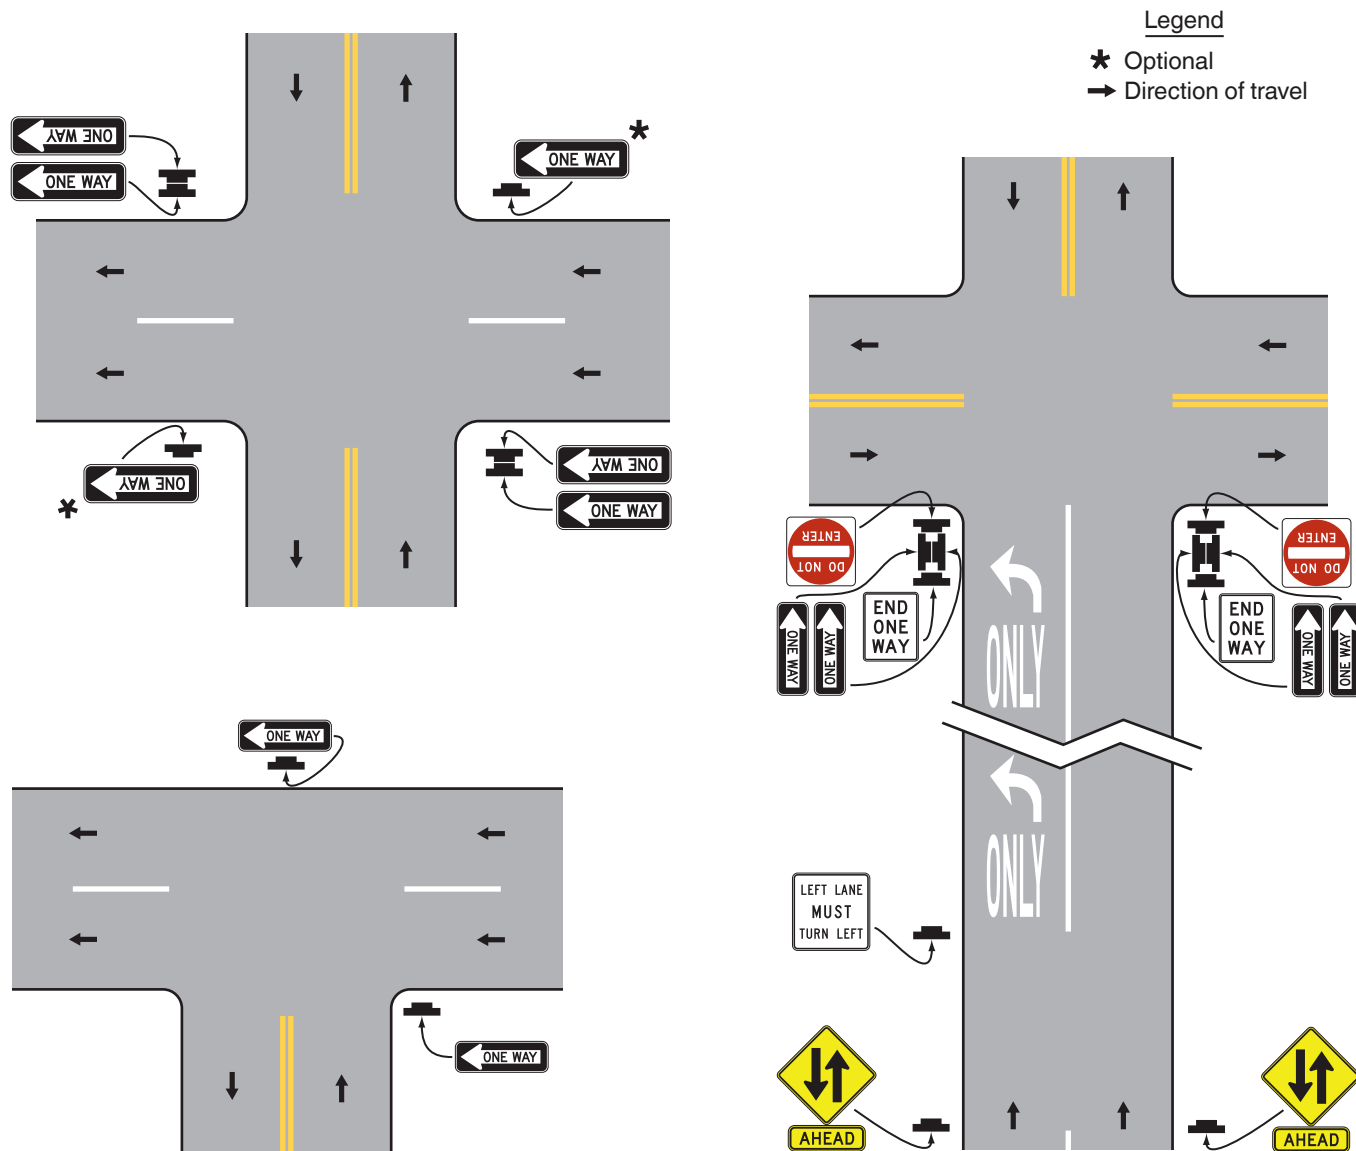 Legend
* Optional
Direction of travel
ONE WAY
ONE WAY
ONE WAY
*
ONE WAY
*
ONE WAY
ONE WAY
DO NOT
ENTER
ONE WAY
ONE WAY
END
ONE
WAY
ONLY
DO NOT
ENTER
END
ONE
WAY
ONE WAY
ONE WAY
ONE WAY
ONE WAY
ONLY
LEFT LANE
MUST
TURN LEFT
AHEAD
AHEAD